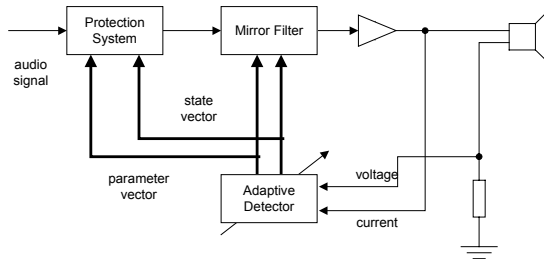 Protection
System
Mirror Filter
audio
signal
state
vector
parameter
vector
Adaptive
Detector
voltage
current